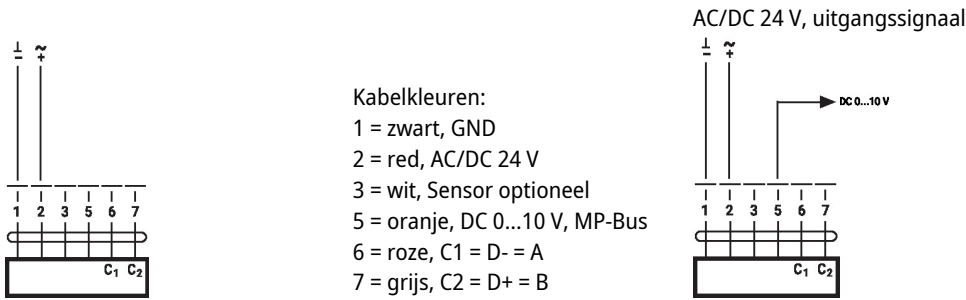 ⊥ ~
– +
1 2 3 5 6 7
C₁ C₂
Kabelkleuren:
1 = zwart, GND
2 = red, AC/DC 24 V
3 = wit, Sensor optioneel
5 = oranje, DC 0...10 V, MP-Bus
6 = roze, C1 = D- = A
7 = grijs, C2 = D+ = B
AC/DC 24 V, uitgangssignaal
⊥ ~
– +
DC 0...10 V
1 2 3 5 6 7
C₁ C₂